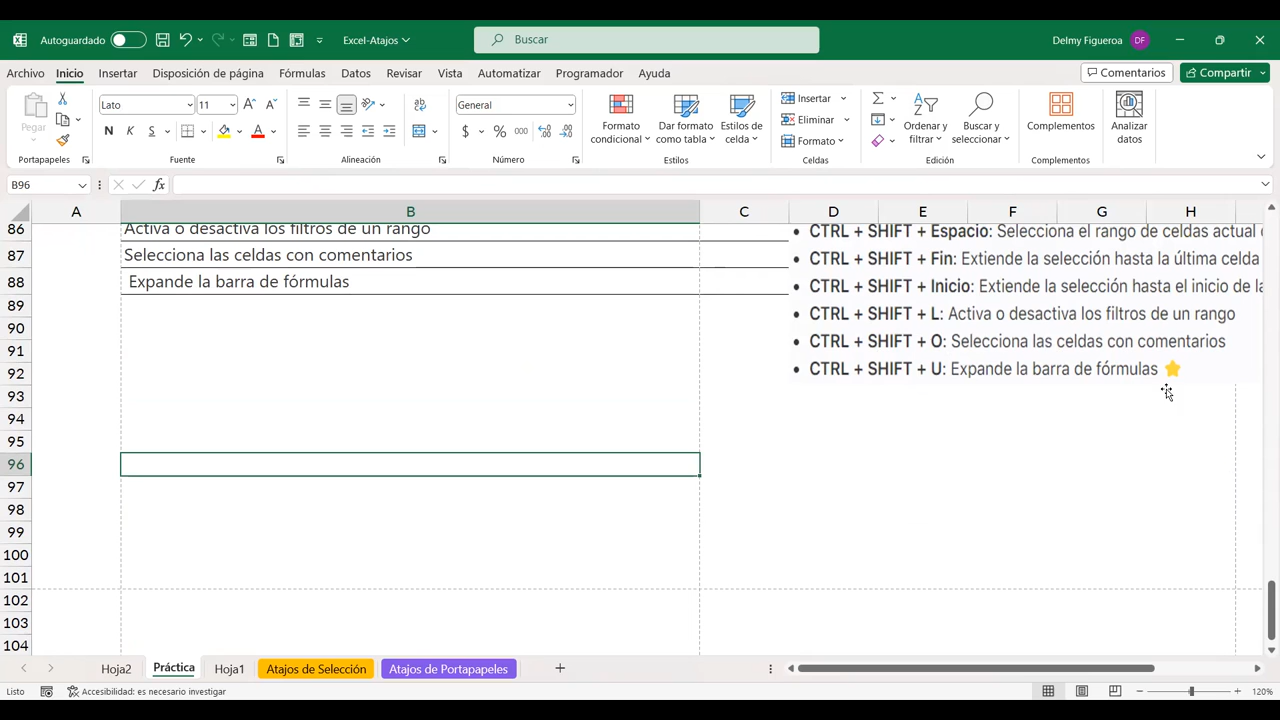 Autoguardado Excel-Atajos Buscar Delmy Figueroa DF
Archivo Inicio Insertar Disposición de página Fórmulas Datos Revisar Vista Automatizar Programador Ayuda Comentarios Compartir
Pegar
Portapapeles
Lato 11
N K S
Fuente
Alineación
General
$ % 000
Número
Formato condicional
Dar formato como tabla
Estilos de celda
Estilos
Insertar
Eliminar
Formato
Celdas
Ordenar y filtrar
Buscar y seleccionar
Edición
Complementos
Complementos
Analizar datos
B96 fx
A B C D E F G H
86 Activa o desactiva los filtros de un rango
87 Selecciona las celdas con comentarios
88 Expande la barra de fórmulas
89
90
91
92
93
94
95
96
97
98
99
100
101
102
103
104
• CTRL + SHIFT + Espacio: Selecciona el rango de celdas actual
• CTRL + SHIFT + Fin: Extiende la selección hasta la última celda
• CTRL + SHIFT + Inicio: Extiende la selección hasta el inicio de
• CTRL + SHIFT + L: Activa o desactiva los filtros de un rango
• CTRL + SHIFT + O: Selecciona las celdas con comentarios
• CTRL + SHIFT + U: Expande la barra de fórmulas ⭐
Hoja2 Práctica Hoja1 Atajos de Selección Atajos de Portapapeles
Listo Accesibilidad: es necesario investigar 120%